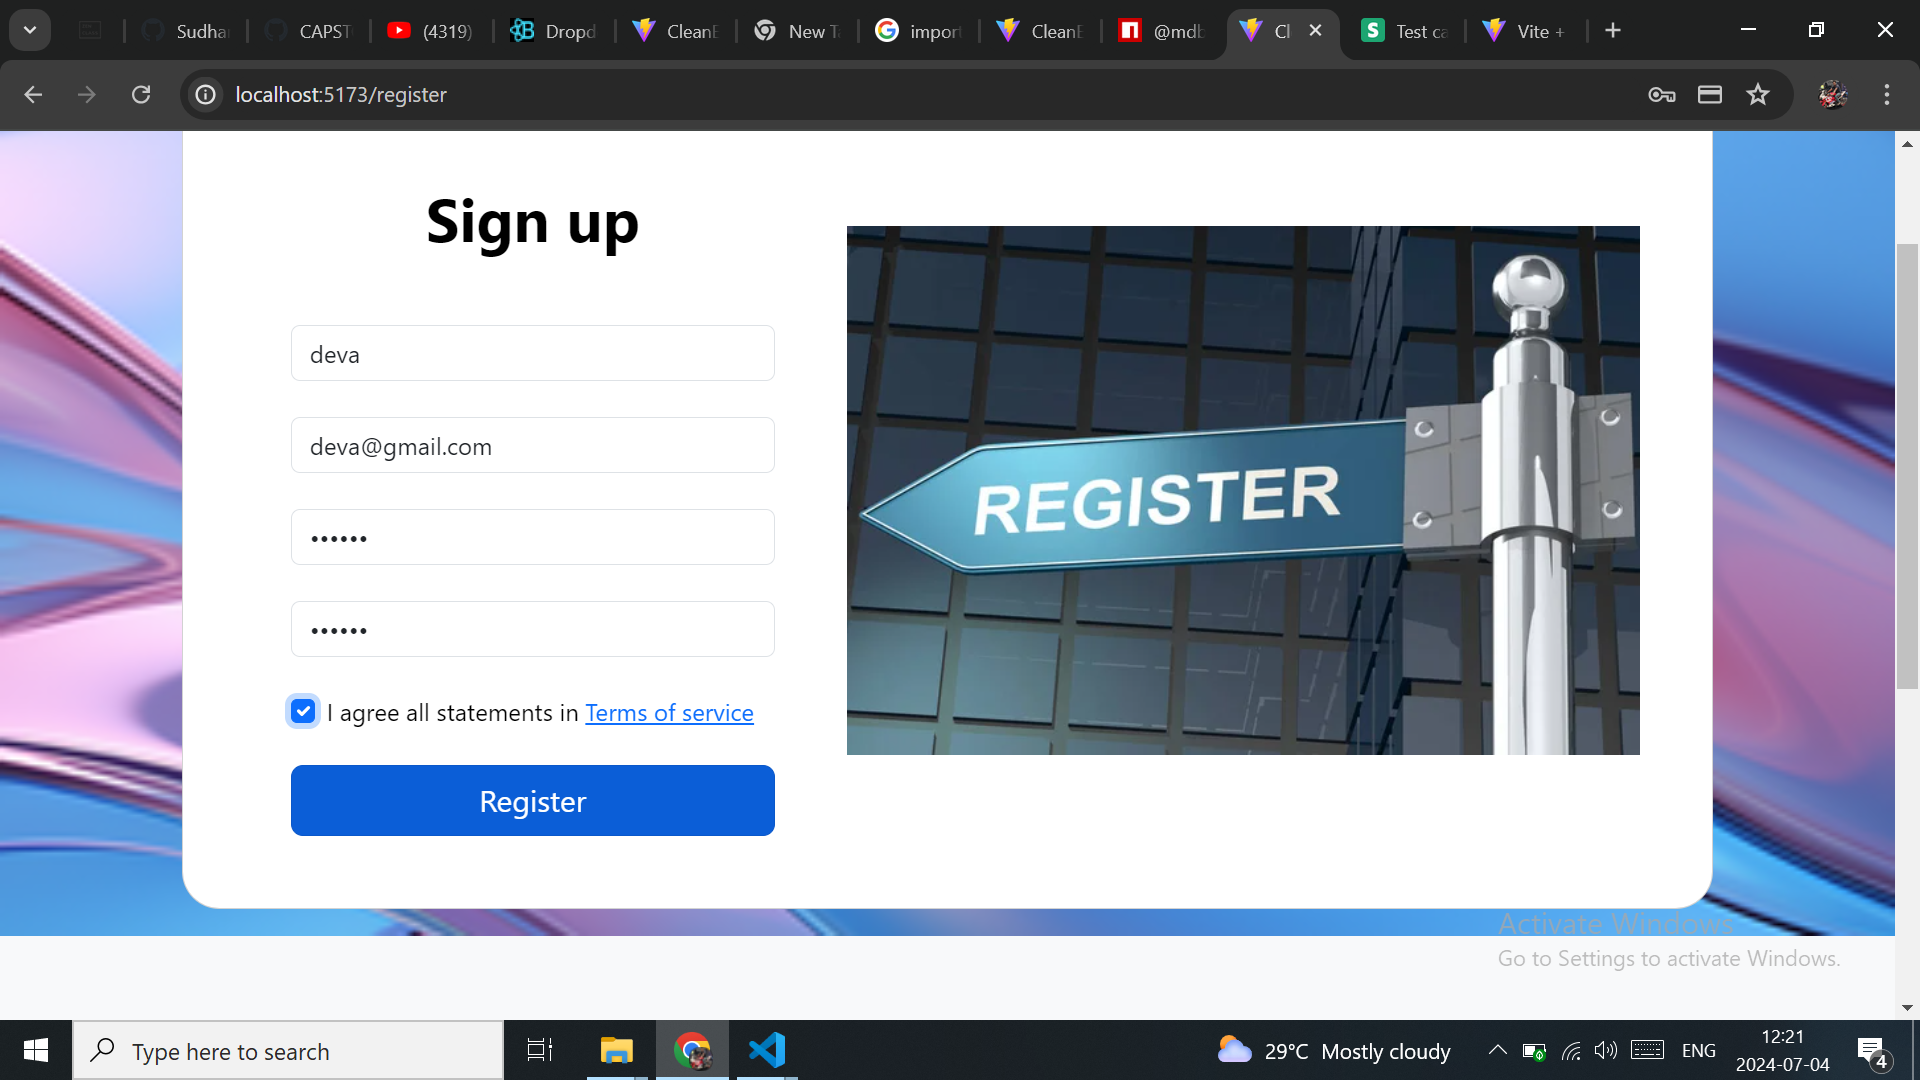 Sudha
CAPST
(4319)
Dropd
CleanE
New Ta
import
CleanE
@mdb
Cl
Test ca
Vite +
localhost:5173/register
Sign up
deva
deva@gmail.com
••••••
••••••
I agree all statements in Terms of service
Register
REGISTER
Activate Windows
Go to Settings to activate Windows.
Type here to search
29°C Mostly cloudy
ENG
12:21
2024-07-04
4